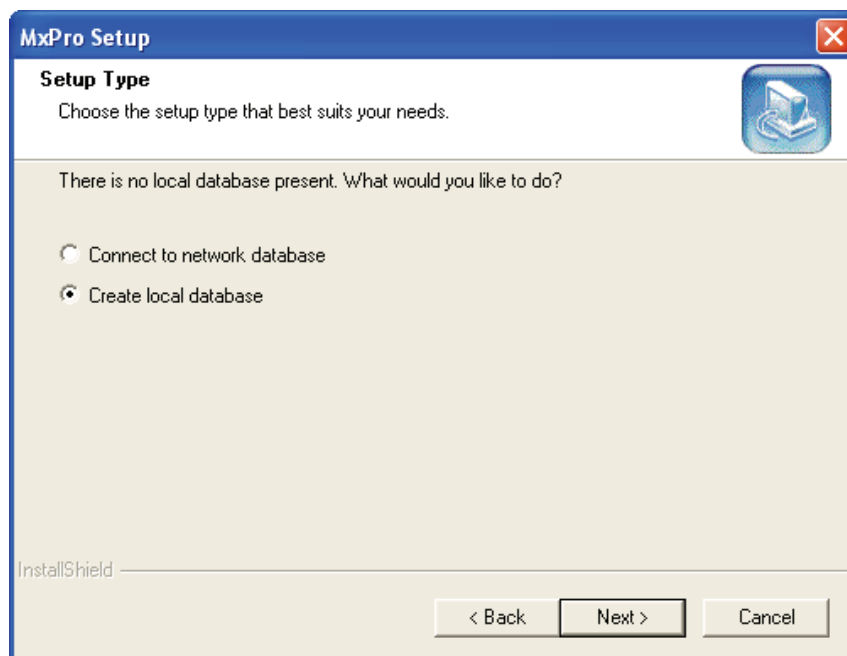 MxPro Setup
Setup Type
Choose the setup type that best suits your needs.
There is no local database present. What would you like to do?
Connect to network database
Create local database
InstallShield
< Back Next > Cancel